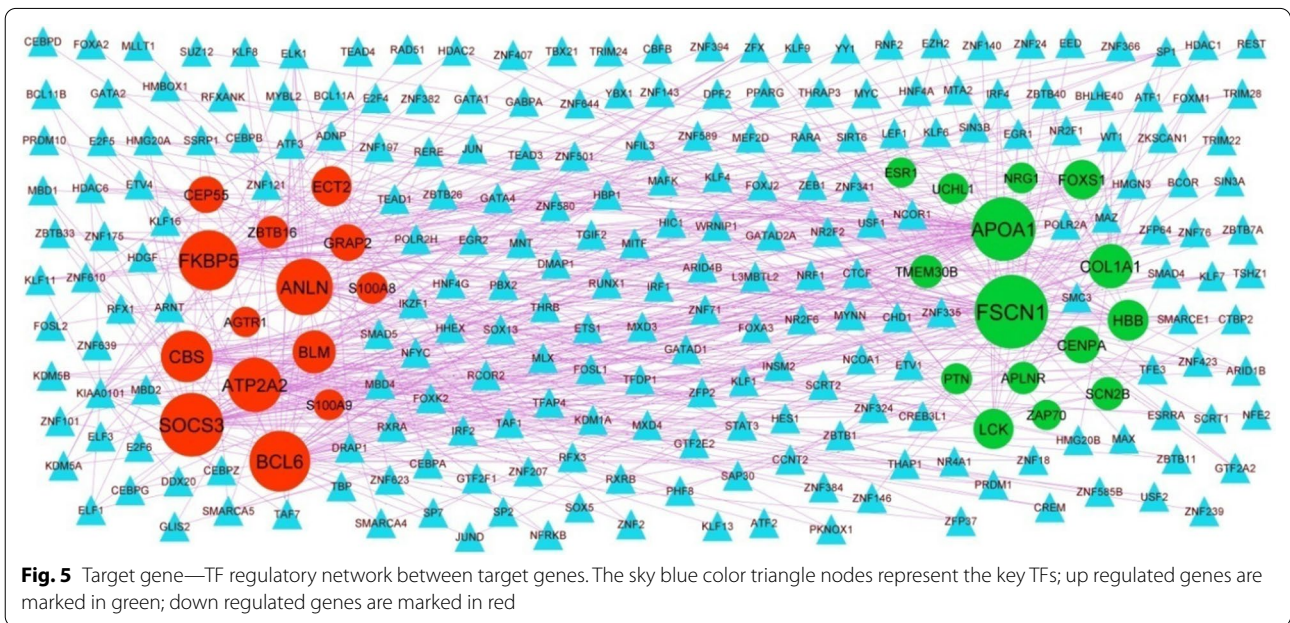 CEBPD FOXA2 MLLT1 SUZ12 KLF8 ELK1 TEAD4 RAD51 HDAC2 ZNF407 TBX21 TRIM24 CBFB ZNF394 ZFX KLF9 YY1 RNF2 EZH2 ZNF140 ZNF24 EED ZNF366 SP1 HDAC1 REST
BCL11B GATA2 HMBOX1 RFXANK MYBL2 BCL11A E2F4 ZNF382 GATA1 GABPA ZNF644 YBX1 ZNF143 DPF2 PPARG THRAP3 MYC HNF4A MTA2 IRF4 ZBTB40 BHLHE40 ATF1 FOXM1 TRIM28
PRDM10 E2F5 HMG20A SSRP1 CEBPB ATF3 ADNP ZNF197 RERE JUN TEAD3 ZNF501 NFIL3 ZNF589 MEF2D RARA SIRT6 LEF1 KLF6 SIN3B EGR1 NR2F1 WT1 ZKSCAN1 TRIM22
MBD1 HDAC6 ETV4 CEP55 ZNF121 ECT2 TEAD1 ZBTB26 GATA4 ZNF580 HBP1 MAFK KLF4 FOXJ2 ZEB1 ZNF341 ESR1 UCHL1 NRG1 FOXS1 HMGN3 BCOR SIN3A
ZBTB33 ZNF175 KLF16 ZBTB16 GRAP2 POLR2H EGR2 MNT TGIF2 MITF HIC1 WRNIP1 GATAD2A NR2F2 USF1 NCOR1 APOA1 POLR2A MAZ ZFP64 ZNF76 ZBTB7A
KLF11 ZNF610 HDGF FKBP5 ANLN S100A8 HNF4G PBX2 DMAP1 RUNX1 IRF1 ARID4B L3MBTL2 NRF1 CTCF TMEM30B COL1A1 SMAD4 KLF7 TSHZ1
FOSL2 RFX1 ARNT AGTR1 IKZF1 THRB ZNF71 SMC3
ZNF639 CBS BLM SMAD5 HHEX SOX13 ETS1 MXD3 FOXA3 NR2F6 MYNN CHD1 ZNF335 FSCN1 HBB SMARCE1 CTBP2
KDM5B KIAA0101 MBD2 ATP2A2 NFYC MLX GATAD1 CENPA
RCOR2 FOSL1 TFDP1 INSM2 NCOA1 ETV1 TFE3 ZNF423 ARID1B
ZNF101 S100A9 MBD4 FOXK2 ZFP2 KLF1 SCRT2 PTN APLNR SCN2B
ELF3 SOCS3 RXRA TFAP4 KDM1A MXD4 HES1 ZNF324 CREB3L1 ZAP70 ESRRA SCRT1 NFE2
KDM5A E2F6 BCL6 DRAP1 IRF2 TAF1 GTF2E2 STAT3 ZBTB1 LCK HMG20B MAX
CEBPG DDX20 CEBPZ TBP ZNF623 CEBPA GTF2F1 ZNF207 RFX3 RXRB PHF8 SAP30 CCNT2 THAP1 NR4A1 ZNF18 ZBTB11 GTF2A2
ELF1 SMARCA5 TAF7 SP7 SP2 SOX5 ZNF384 ZNF146 PRDM1 ZNF585B USF2
GLIS2 SMARCA4 JUND NFRKB ZNF2 KLF13 ATF2 PKNOX1 ZFP37 CREM ZNF239
Fig. 5 Target gene—TF regulatory network between target genes. The sky blue color triangle nodes represent the key TFs; up regulated genes are
marked in green; down regulated genes are marked in red